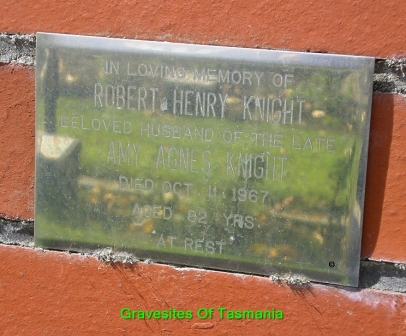 IN LOVING MEMORY OF
ROBERT HENRY KNIGHT
BELOVED HUSBAND OF THE LATE
AMY AGNES KNIGHT
DIED OCT. 11. 1967
AGED 82 YRS.
AT REST
Gravesites Of Tasmania